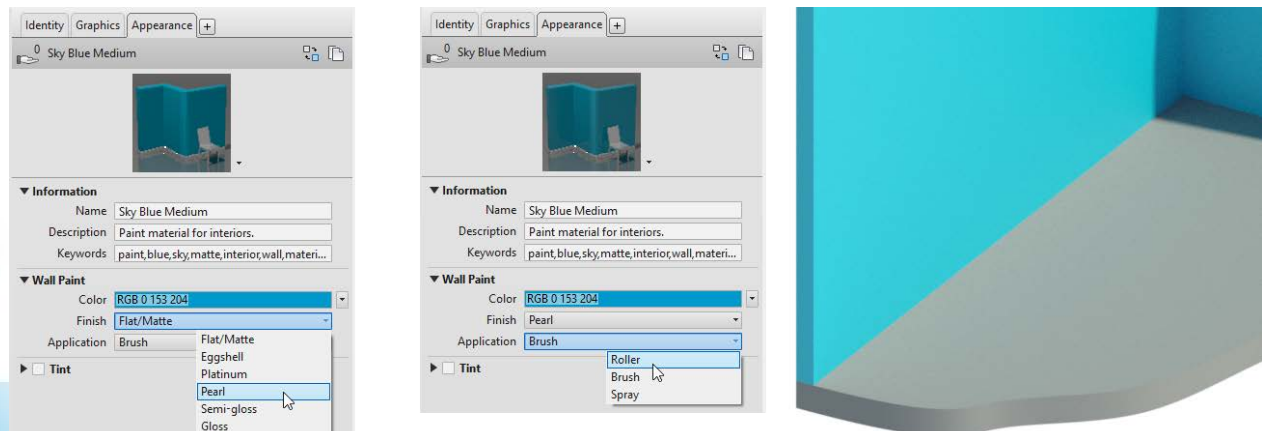 Identity Graphics Appearance +
0 Sky Blue Medium
Information
Name Sky Blue Medium
Description Paint material for interiors.
Keywords paint,blue,sky,matte,interior,wall,materi...
Wall Paint
Color RGB 0 153 204
Finish Flat/Matte
Application Brush
Flat/Matte
Eggshell
Platinum
Pearl
Semi-gloss
Gloss
Tint
Identity Graphics Appearance +
0 Sky Blue Medium
Information
Name Sky Blue Medium
Description Paint material for interiors.
Keywords paint,blue,sky,matte,interior,wall,materi...
Wall Paint
Color RGB 0 153 204
Finish Pearl
Application Brush
Roller
Brush
Spray
Tint